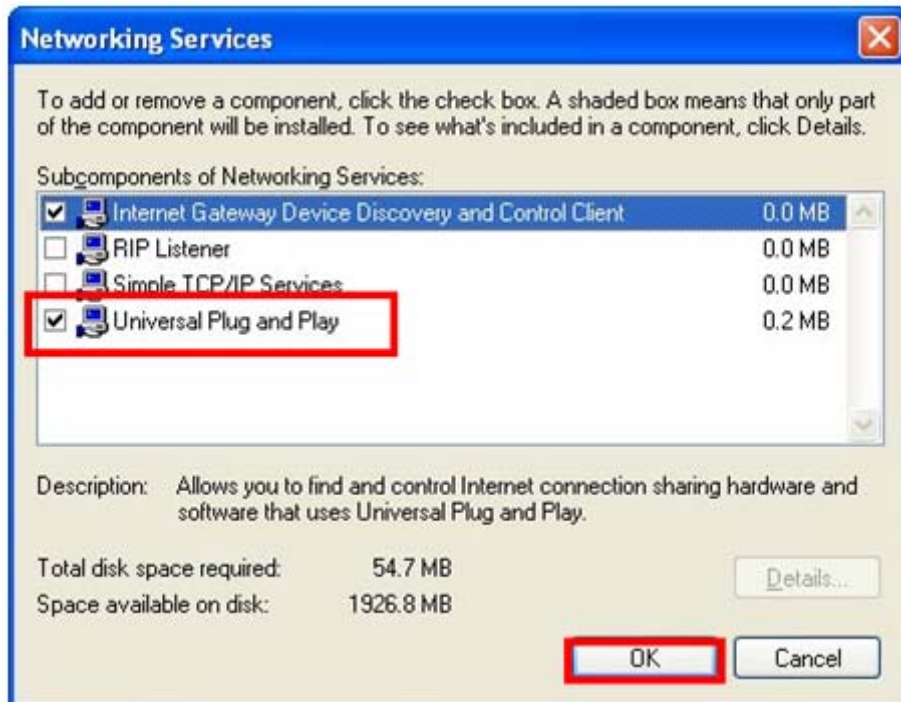 Networking Services
To add or remove a component, click the check box. A shaded box means that only part
of the component will be installed. To see what's included in a component, click Details.
Subcomponents of Networking Services:
Internet Gateway Device Discovery and Control Client 0.0 MB
RIP Listener 0.0 MB
Simple TCP/IP Services 0.0 MB
Universal Plug and Play 0.2 MB
Description: Allows you to find and control Internet connection sharing hardware and
software that uses Universal Plug and Play.
Total disk space required: 54.7 MB
Details...
Space available on disk: 1926.8 MB
OK Cancel